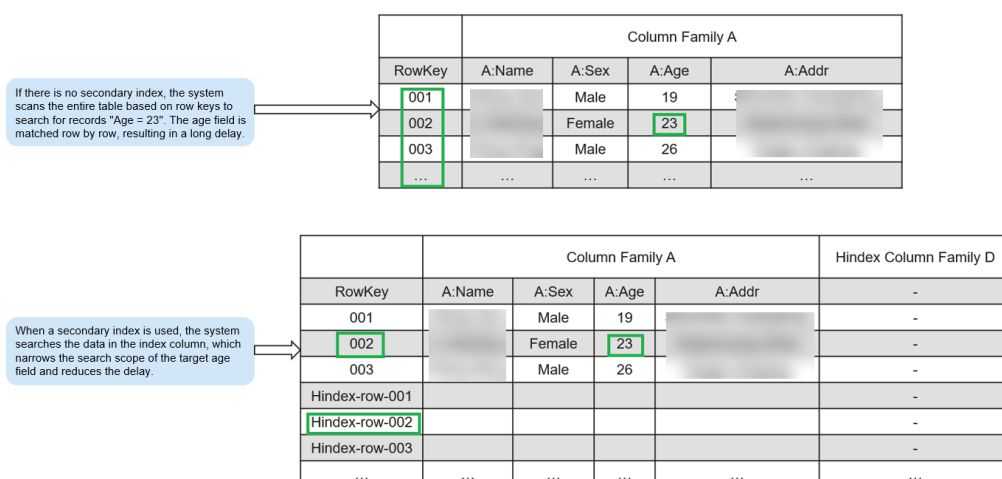 Column Family A
RowKey A:Name A:Sex A:Age A:Addr
If there is no secondary index, the system
scans the entire table based on row keys to
search for records "Age = 23". The age field is
matched row by row, resulting in a long delay.
001 Male 19
002 Female 23
003 Male 26
... ... ... ... ...
Column Family A Hindex Column Family D
RowKey A:Name A:Sex A:Age A:Addr -
When a secondary index is used, the system
searches the data in the index column, which
narrows the search scope of the target age
field and reduces the delay.
001 Male 19 -
002 Female 23 -
003 Male 26 -
Hindex-row-001 -
Hindex-row-002 -
Hindex-row-003 -
... ... ... ... ... ...